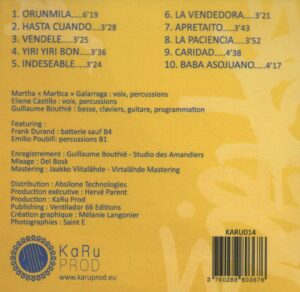 1. ORUNMILA.....6'19
2. HASTA CUANDO...3'28
3. VENDELE.....3'25
4. YIRI YIRI BON.....3'36
5. INDESEABLE.....5'24
6. LA VENDEDORA.....3'21
7. APRETAITO.....7'43
8. LA PACIENCIA.....3'52
9. CARIDAD.....4'38
10. BABA ASOJUANO.....4'17
Martha « Martica » Galarraga : voix, percussions
Eliene Castillo : voix, percussions
Guillaume Bouthié : basse, claviers, guitare, programmation
Featuring :
Frank Durand : batterie sauf B4
Emilio Poubili : percussions B1
Enregistrement : Guillaume Bouthié - Studio des Amandiers
Mixage : Del Bosk
Mastering : Jaakko Viitalähde - Virtalähde Mastering
Distribution : Absilone Technologies
Production exécutive : Hervé Parent
Production : KaRu Prod
Publishing : Ventilador 66 Editions
Création graphique : Mélanie Langonier
Photographies : Saint E
KaRu
PROD
www.karuprod.eu
KARU014
3 760286 803676